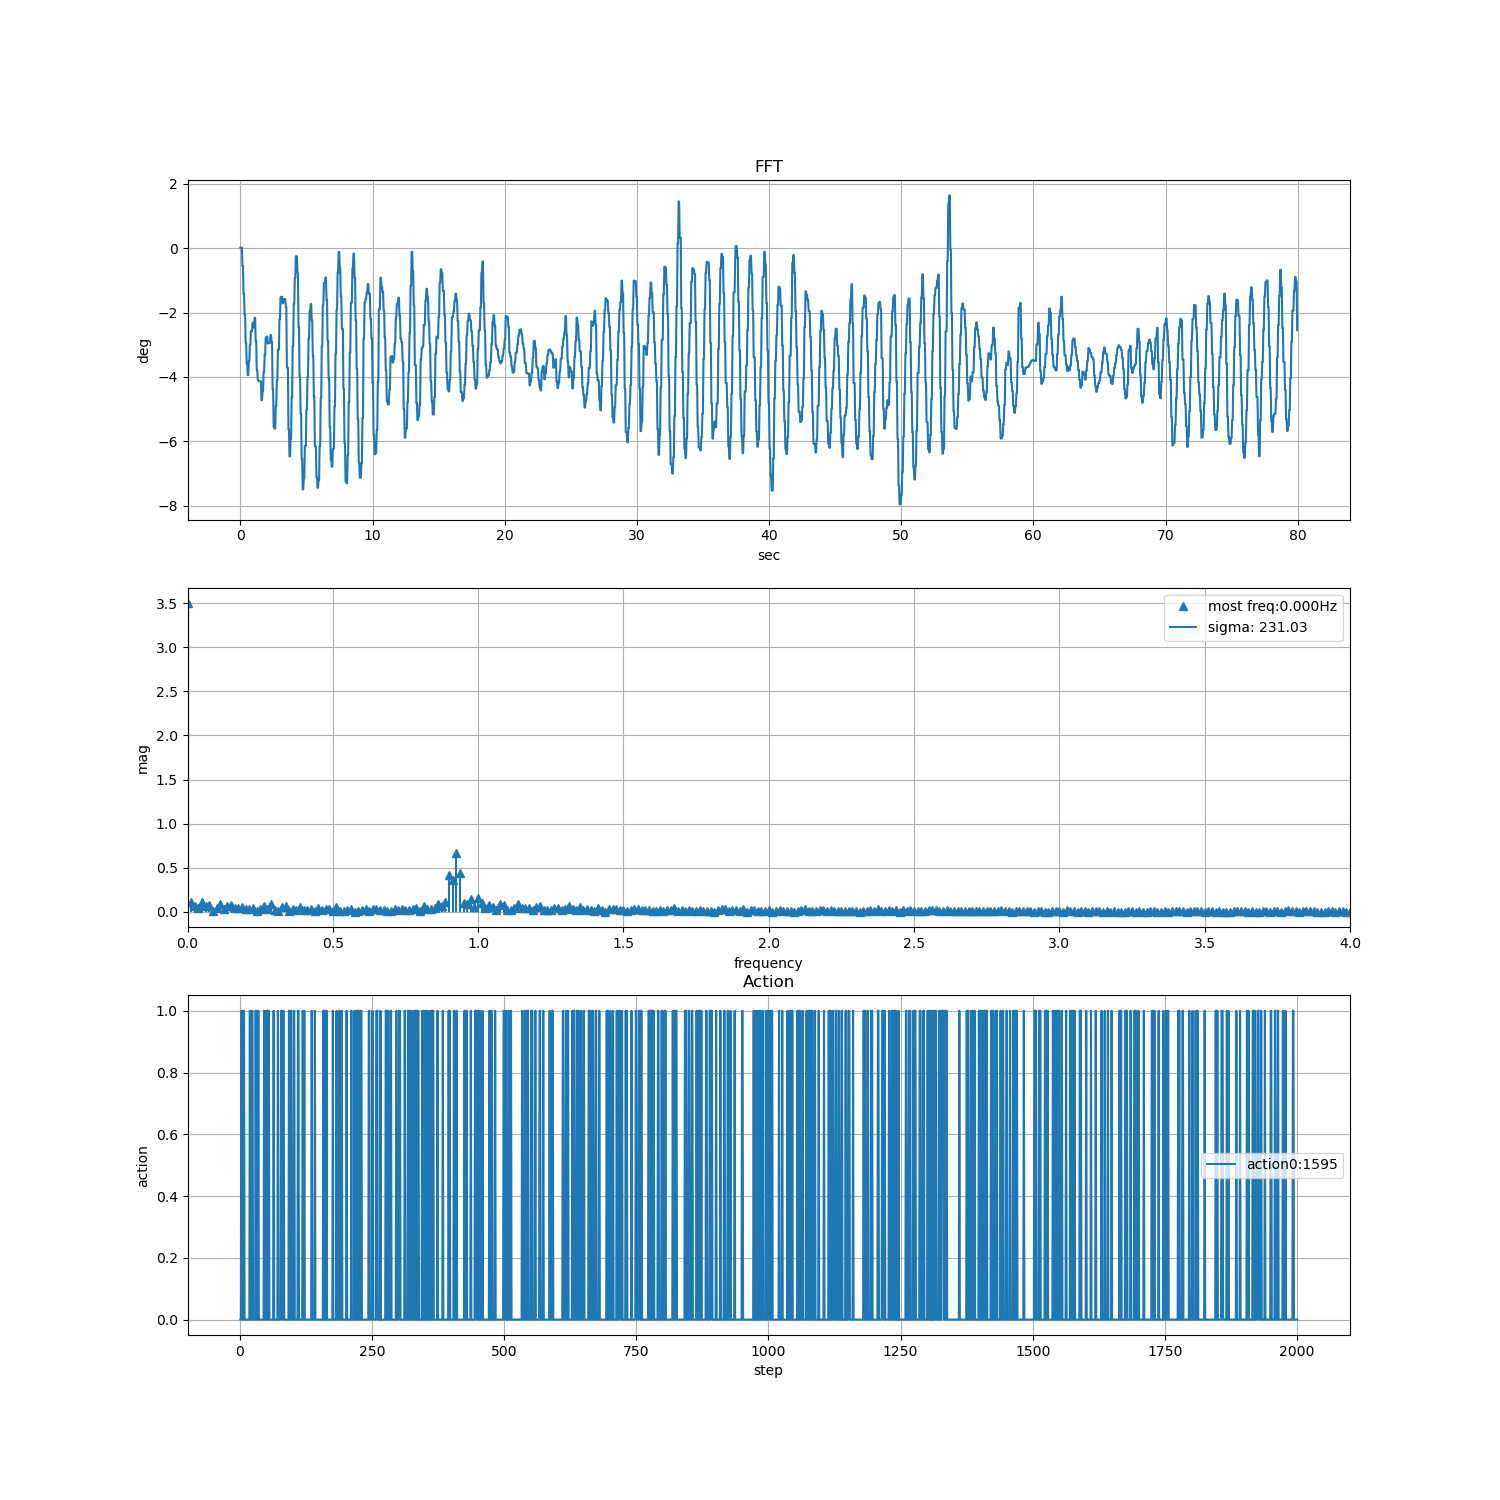 FFT
2
0
−2
−4
−6
−8
deg
0 10 20 30 40 50 60 70 80
sec
3.5
3.0
2.5
2.0
1.5
1.0
0.5
0.0
mag
most freq:0.000Hz
sigma: 231.03
0.0 0.5 1.0 1.5 2.0 2.5 3.0 3.5 4.0
frequency
Action
1.0
0.8
0.6
0.4
0.2
0.0
action
action0:1595
0 250 500 750 1000 1250 1500 1750 2000
step